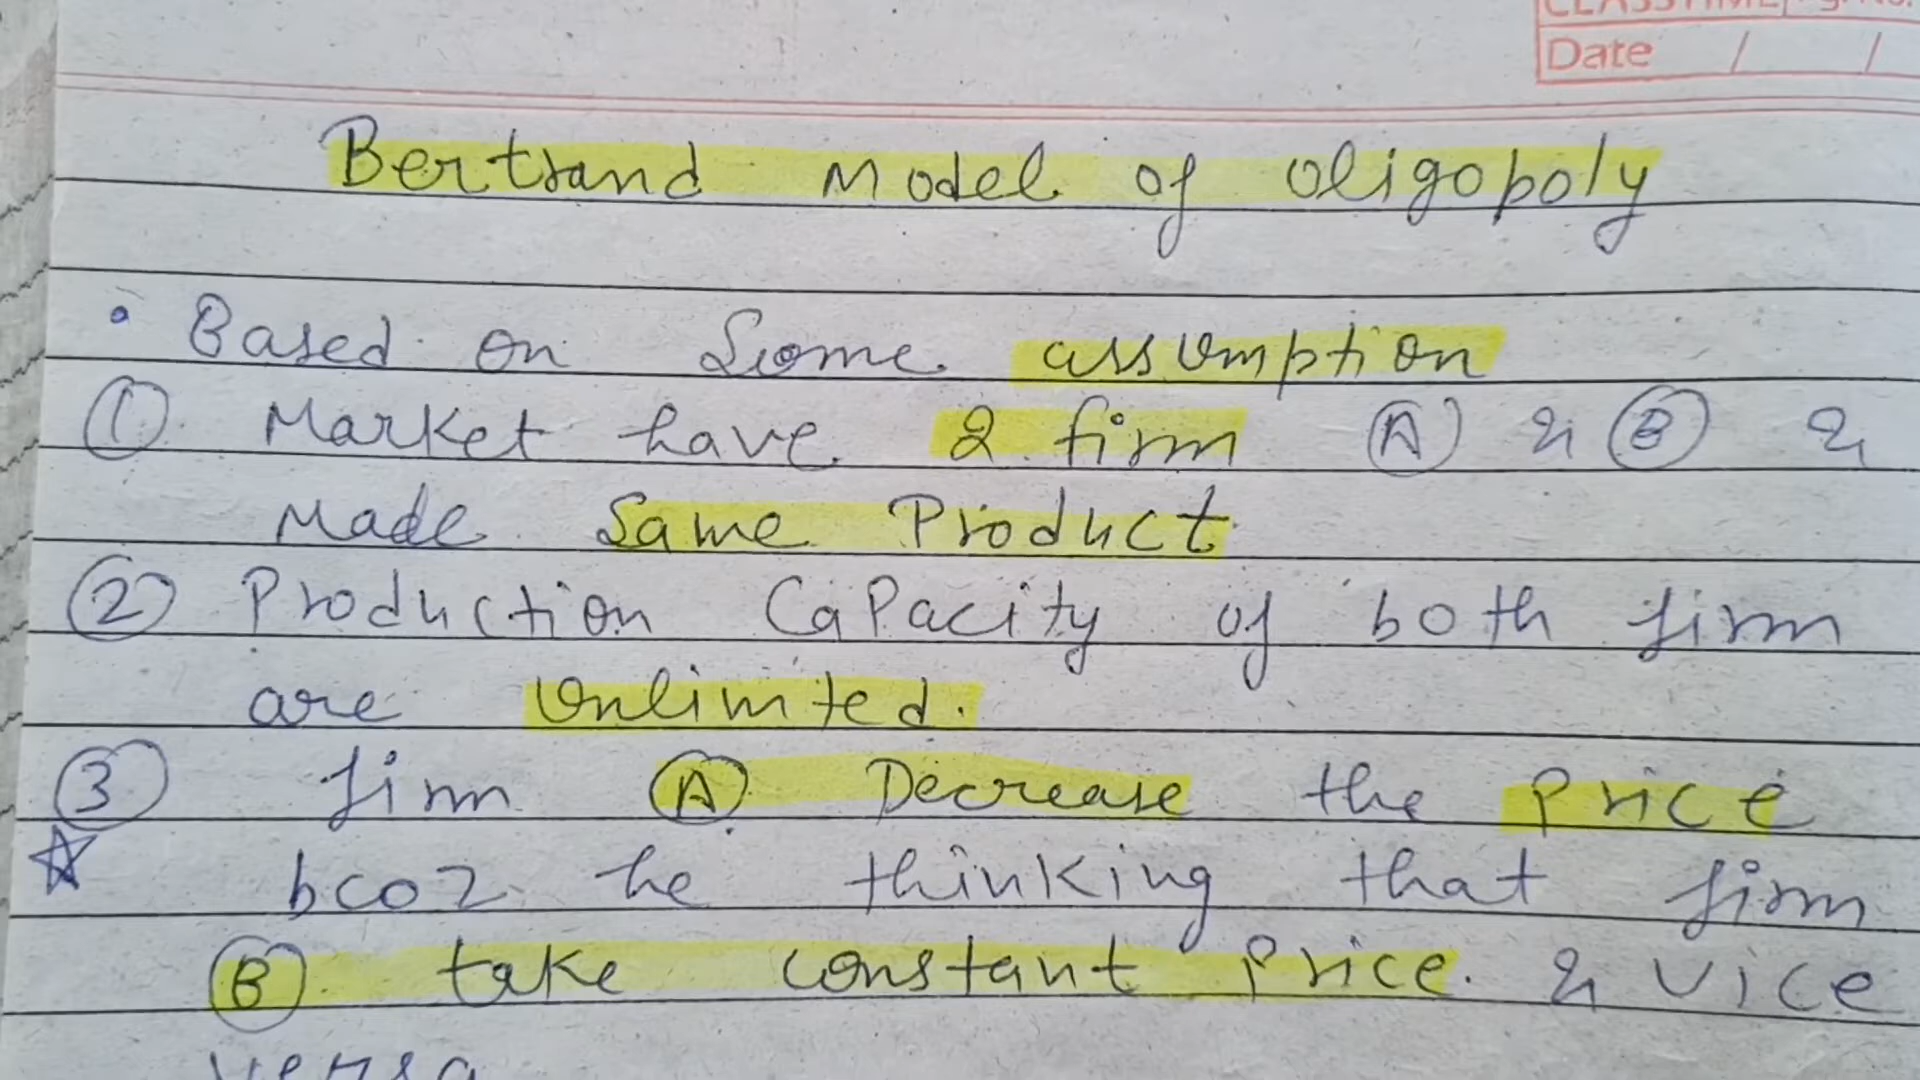 Date / /
Bertrand Model of oligopoly
• Based on Some assumption
① Market have 2 firm Ⓐ & Ⓑ &
Made Same Product
② Production CaPacity of both firm
are Unlimited.
③ firm Ⓐ Decrease the Price
☆ bcoz he thinking that firm
Ⓑ take constant Price. & vice
versa